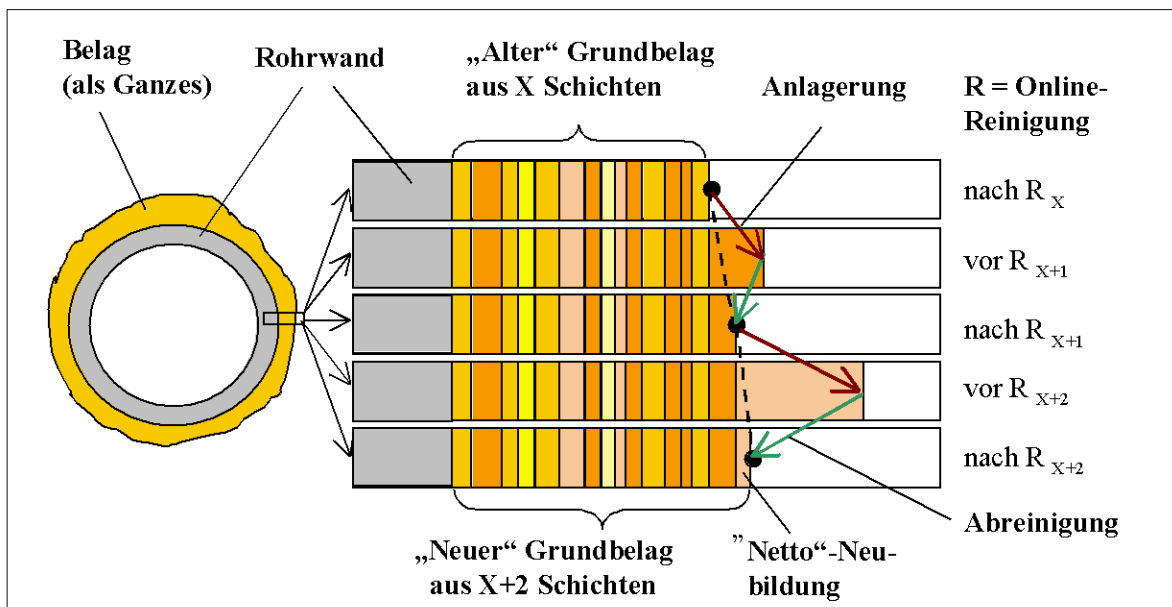 Belag
(als Ganzes)
Rohrwand
„Alter“ Grundbelag
aus X Schichten
Anlagerung
R = Online-
Reinigung
nach R X
vor R X+1
nach R X+1
vor R X+2
nach R X+2
Abreinigung
„Neuer“ Grundbelag
aus X+2 Schichten
”Netto“-Neu-
bildung